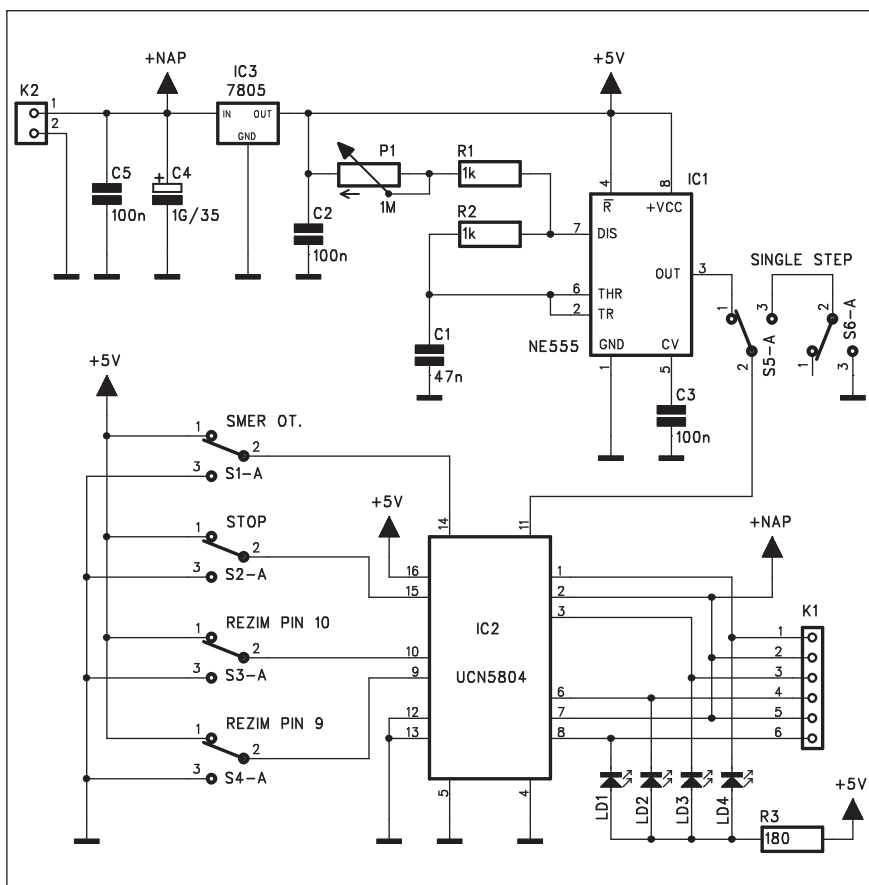 +NAP
+5V
K2
IC3
7805
1
2
IN OUT
GND
P1
1M
R1
1k
R2
1k
C5
100n
C4
+
1G/35
C2
100n
4
8
IC1
R
+VCC
7 DIS
OUT 3
6 THR
2 TR
GND
CV
NE555
1
5
SINGLE STEP
1
3
2
S5-A
2
1
3
S6-A
C1
47n
C3
100n
+5V
SMER OT.
1
2
3
S1-A
STOP
1
2
3
S2-A
REZIM PIN 10
1
2
3
S3-A
REZIM PIN 9
1
2
3
S4-A
+5V
14
11
16
15
10
9
12
13
5
4
IC2
UCN5804
1
2
3
6
7
8
+NAP
K1
1
2
3
4
5
6
LD1
LD2
LD3
LD4
R3
180
+5V